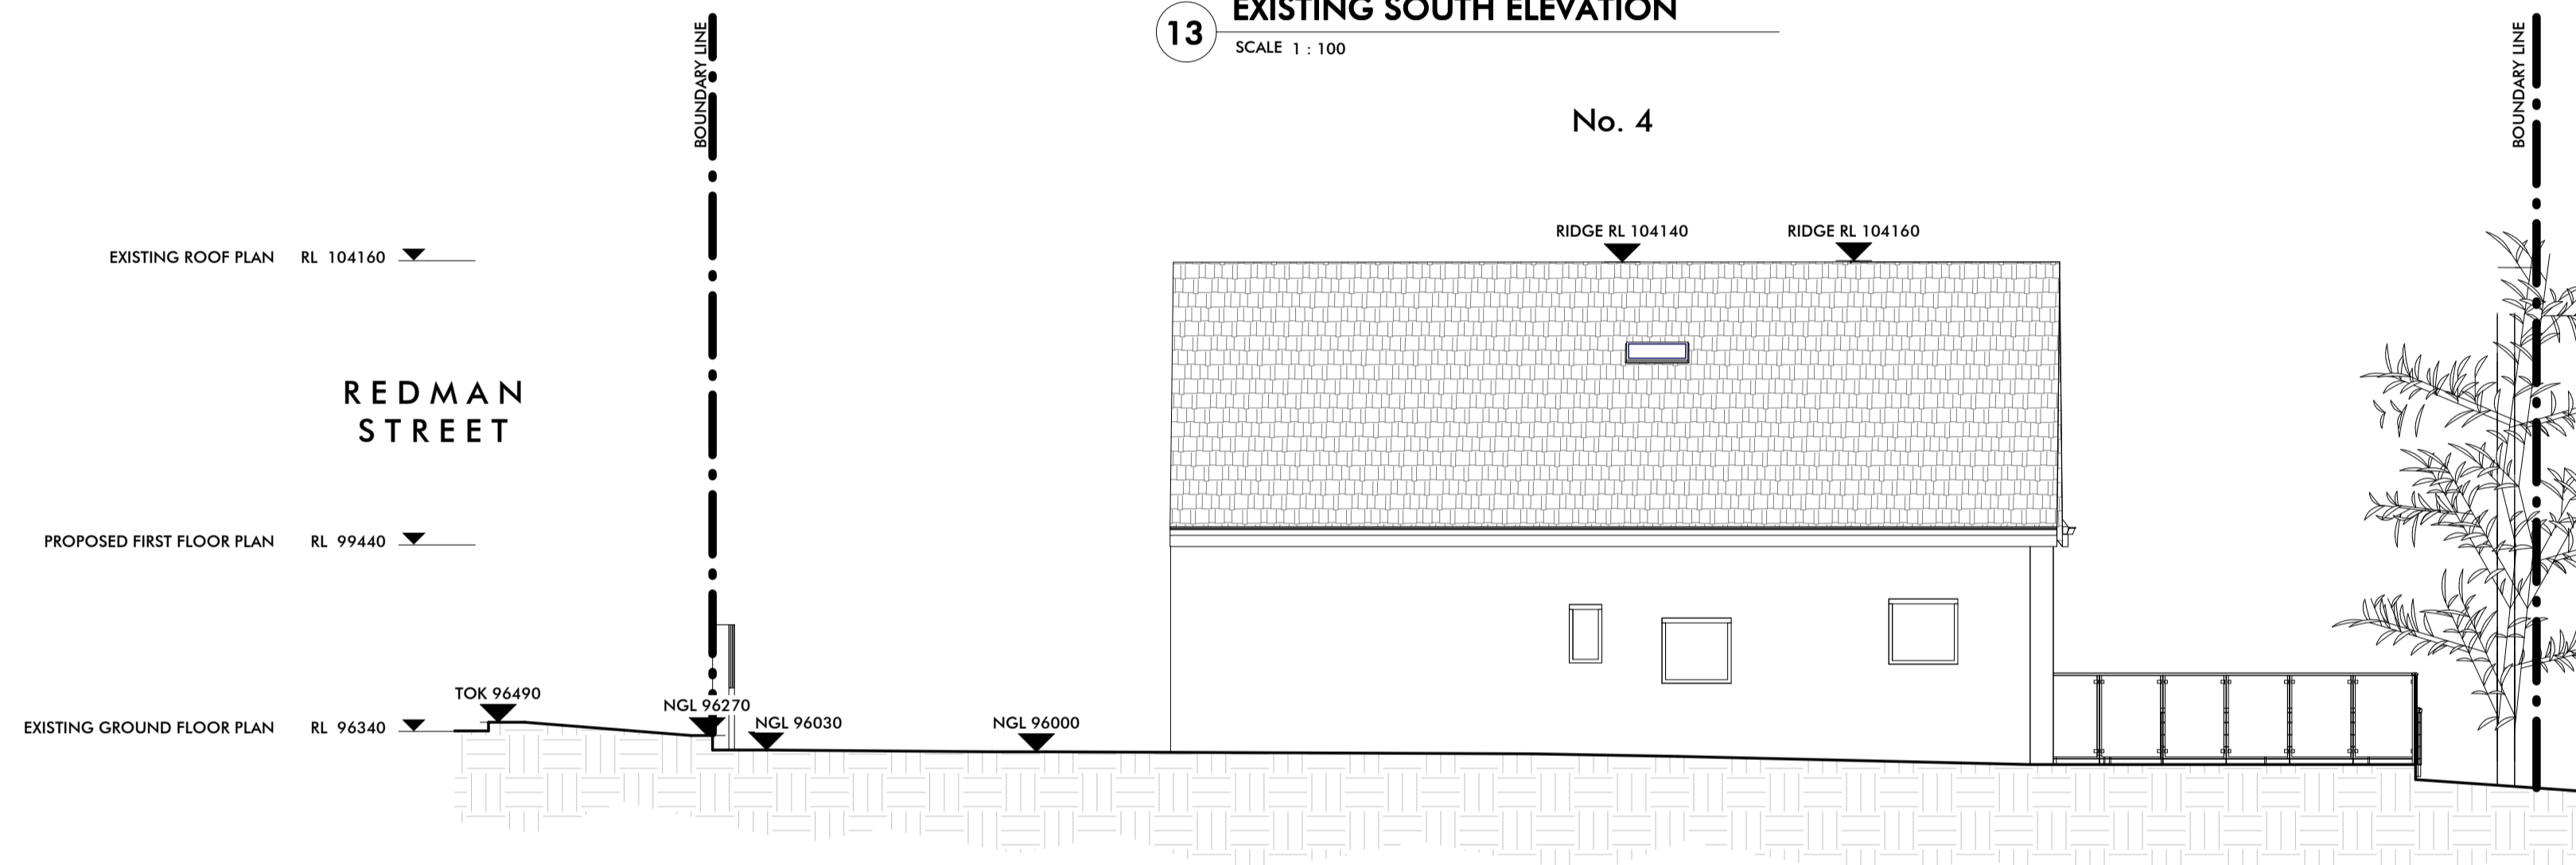 13
EXISTING SOUTH ELEVATION
SCALE 1 : 100
BOUNDARY LINE
BOUNDARY LINE
No. 4
RIDGE RL 104140
RIDGE RL 104160
EXISTING ROOF PLAN RL 104160
REDMAN
STREET
PROPOSED FIRST FLOOR PLAN RL 99440
TOK 96490
NGL 96270
NGL 96030
NGL 96000
EXISTING GROUND FLOOR PLAN RL 96340